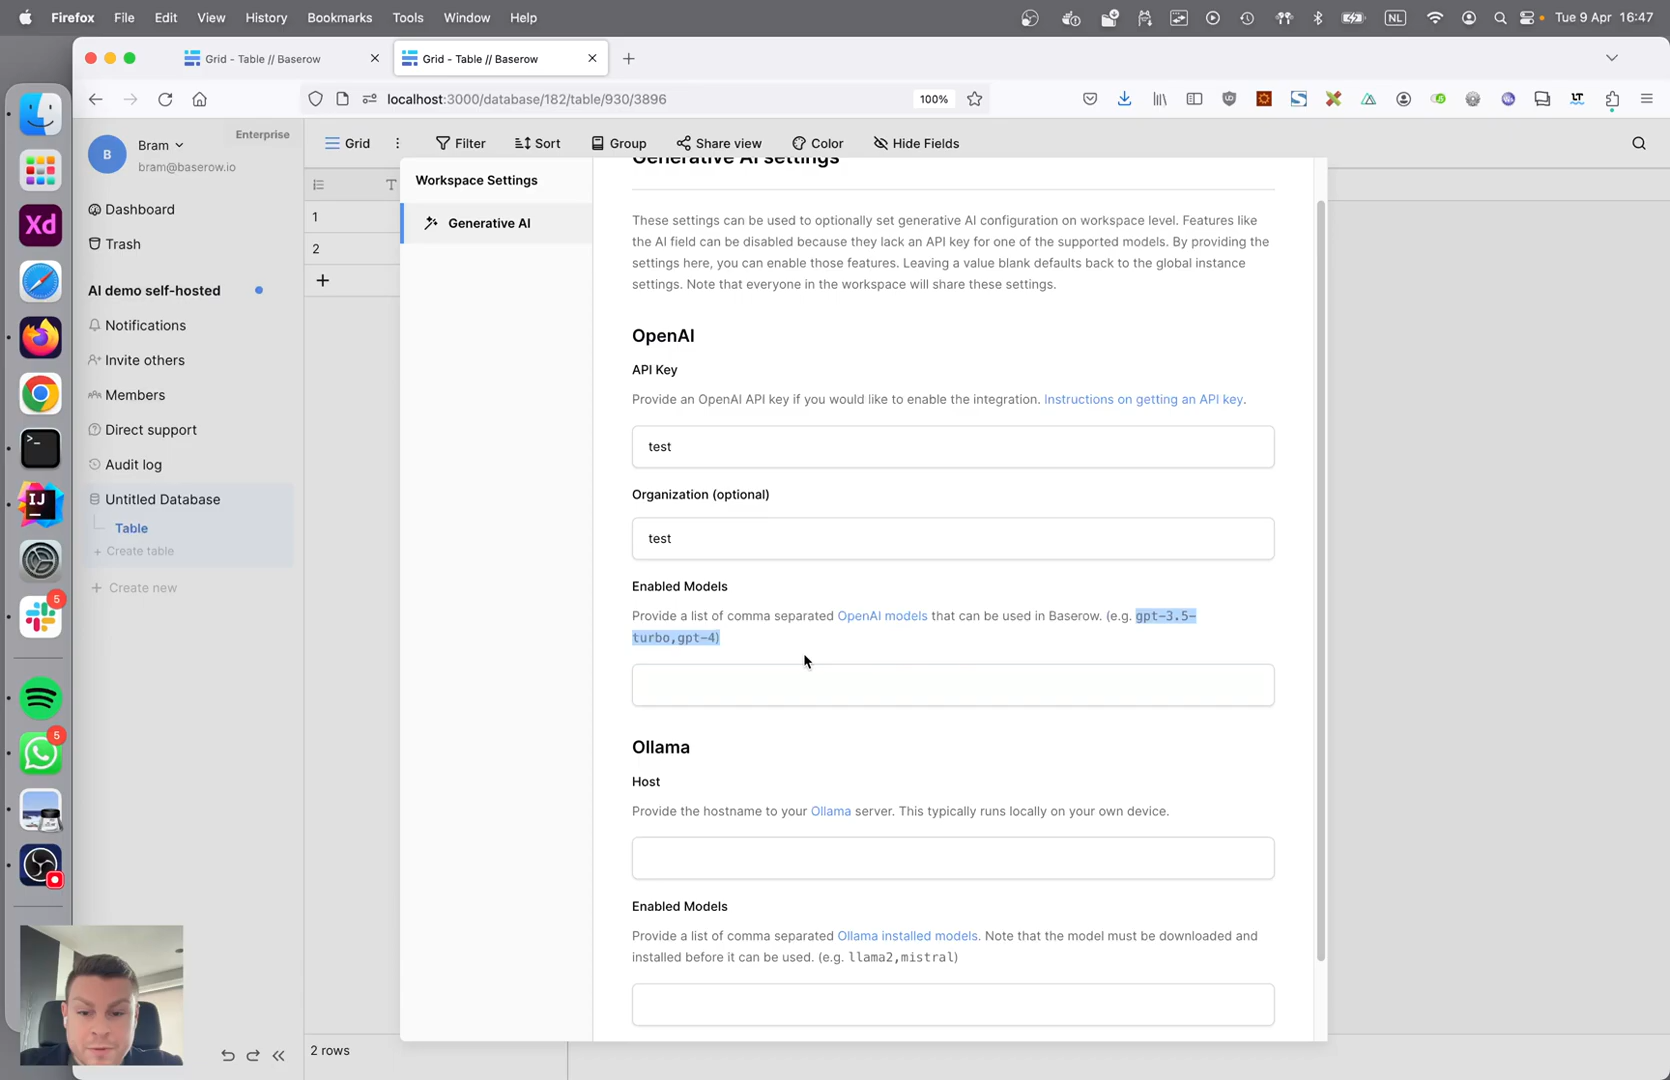 Firefox File Edit View History Bookmarks Tools Window Help NL Tue 9 Apr 16:47
Grid - Table // Baserow Grid - Table // Baserow
localhost:3000/database/182/table/930/3896 100%
B Bram
bram@baserow.io
Enterprise
Dashboard
Trash
AI demo self-hosted
Notifications
Invite others
Members
Direct support
Audit log
Untitled Database
Table
+ Create table
+ Create new
Grid Filter Sort Group Share view Color Hide Fields
1
2
+
2 rows
Workspace Settings
Generative AI
Generative AI settings
These settings can be used to optionally set generative AI configuration on workspace level. Features like
the AI field can be disabled because they lack an API key for one of the supported models. By providing the
settings here, you can enable those features. Leaving a value blank defaults back to the global instance
settings. Note that everyone in the workspace will share these settings.
OpenAI
API Key
Provide an OpenAI API key if you would like to enable the integration. Instructions on getting an API key.
test
Organization (optional)
test
Enabled Models
Provide a list of comma separated OpenAI models that can be used in Baserow. (e.g. gpt-3.5-
turbo,gpt-4)
Ollama
Host
Provide the hostname to your Ollama server. This typically runs locally on your own device.
Enabled Models
Provide a list of comma separated Ollama installed models. Note that the model must be downloaded and
installed before it can be used. (e.g. llama2,mistral)
Xd
>_
IJ
5
5